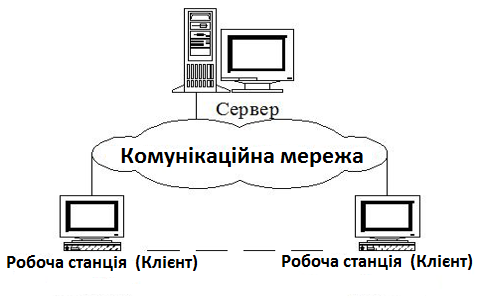 Сервер
Комунікаційна мережа
Робоча станція (Клієнт)
Робоча станція (Клієнт)